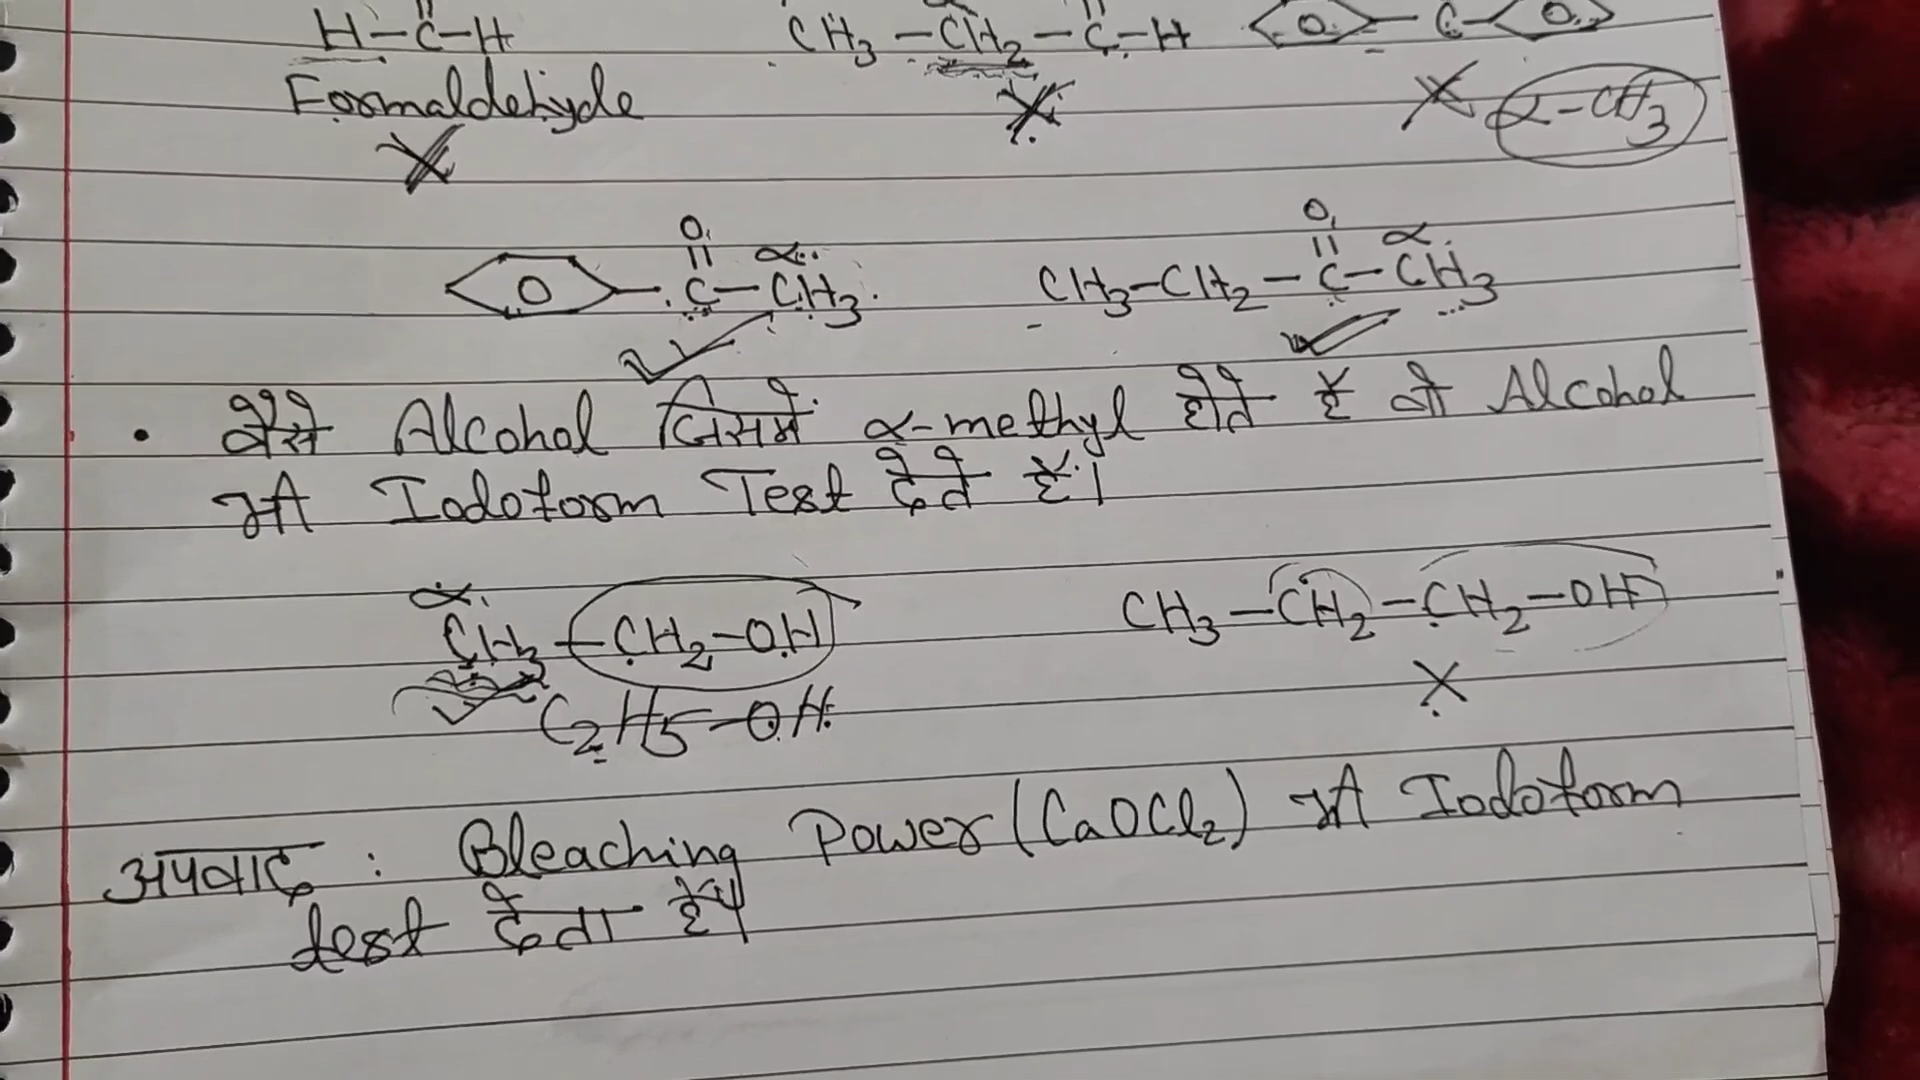 H-C-H CH3-CH2-C-H C
Formaldehyde
α-CH3
O α O α
C-CH3 CH3-CH2-C-CH3
• वैसे Alcohol जिसमें α-methyl होते हैं वो Alcohol
भी Iodoform Test देते हैं।
α
CH3-CH2-OH CH3-CH2-CH2-OH
C2H5-OH
अपवाद : Bleaching Power (CaOCl2) भी Iodoform
test देता है।